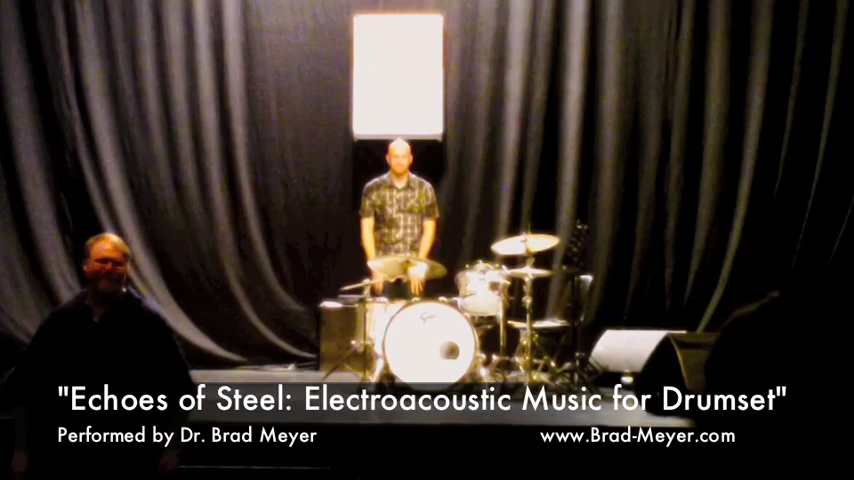 "Echoes of Steel: Electroacoustic Music for Drumset"
Performed by Dr. Brad Meyer www.Brad-Meyer.com